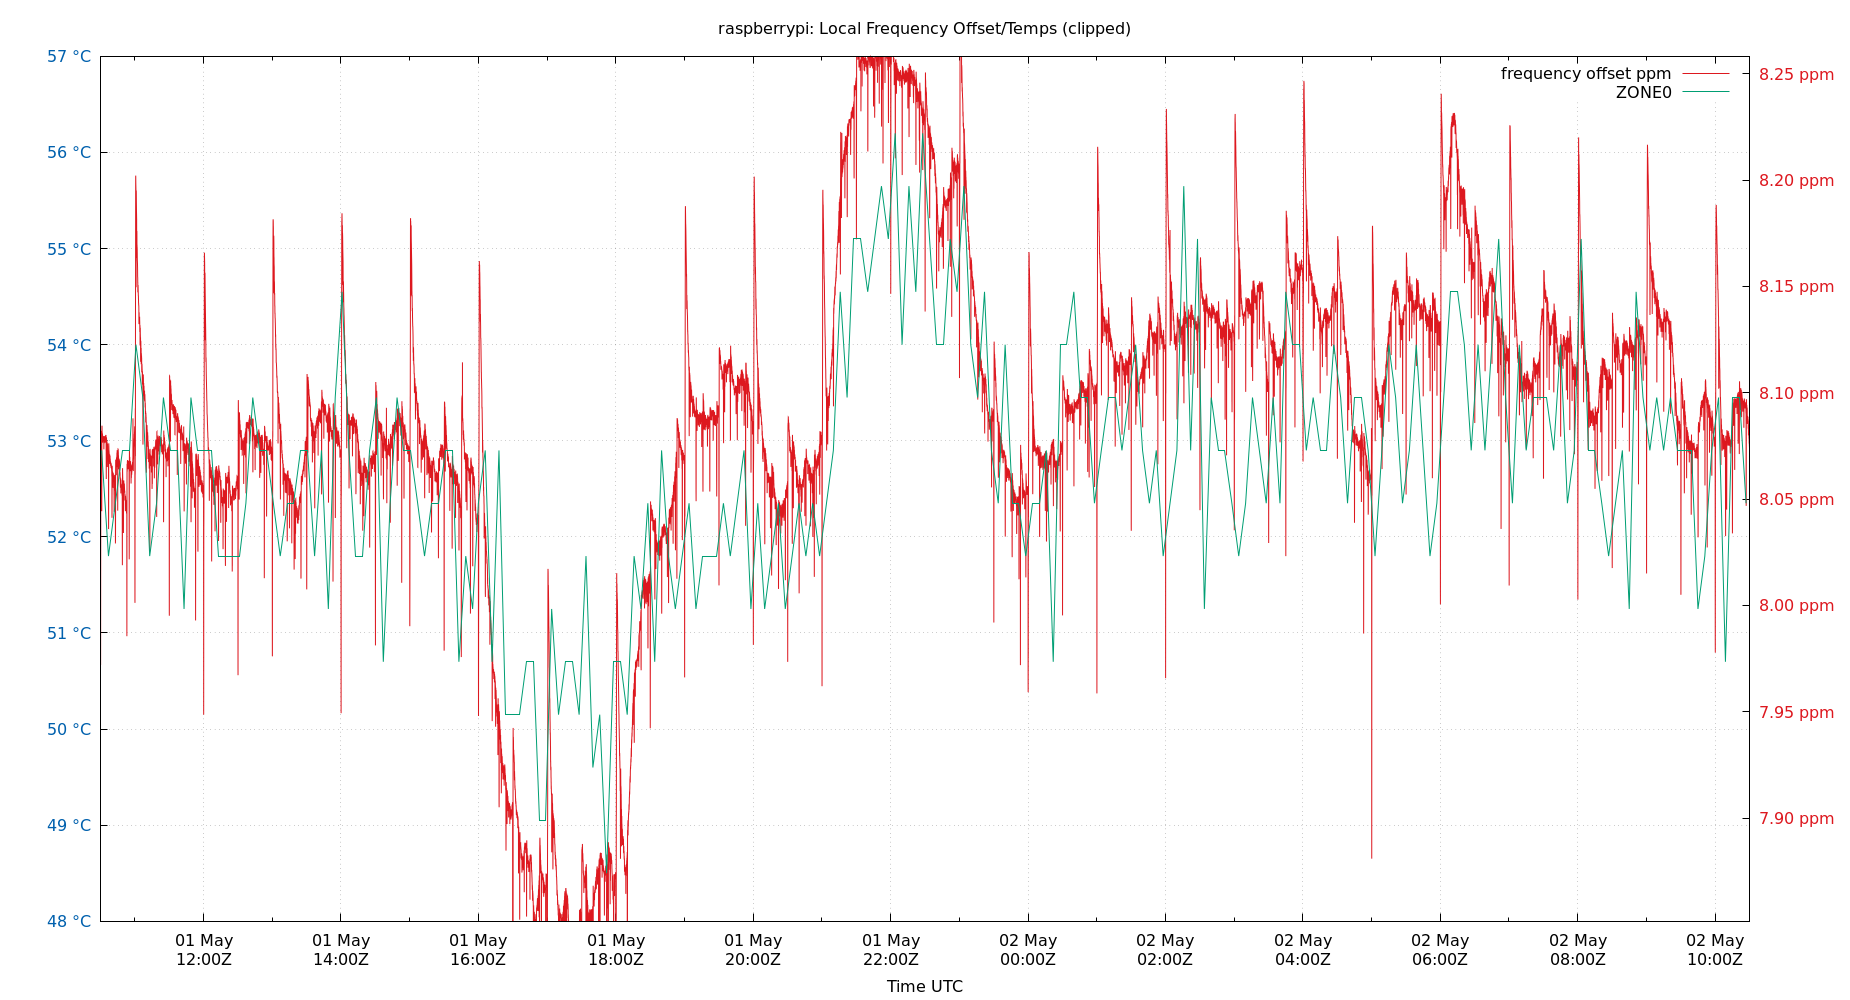 raspberrypi: Local Frequency Offset/Temps (clipped)
57 °C
56 °C
55 °C
54 °C
53 °C
52 °C
51 °C
50 °C
49 °C
48 °C
frequency offset ppm
ZONE0
8.25 ppm
8.20 ppm
8.15 ppm
8.10 ppm
8.05 ppm
8.00 ppm
7.95 ppm
7.90 ppm
01 May 01 May 01 May 01 May 01 May 01 May 02 May 02 May 02 May 02 May 02 May 02 May
12:00Z 14:00Z 16:00Z 18:00Z 20:00Z 22:00Z 00:00Z 02:00Z 04:00Z 06:00Z 08:00Z 10:00Z
Time UTC